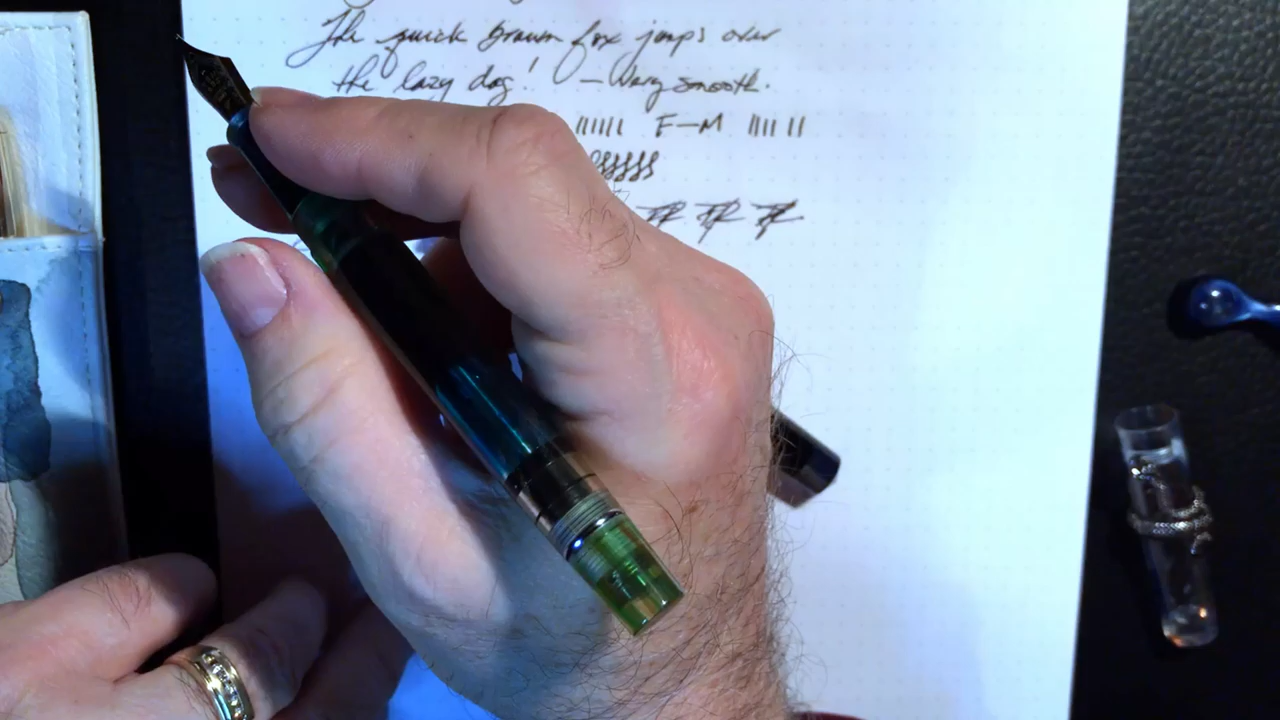 The quick brown fox jumps over
the lazy dog! – Very smooth.
F–M